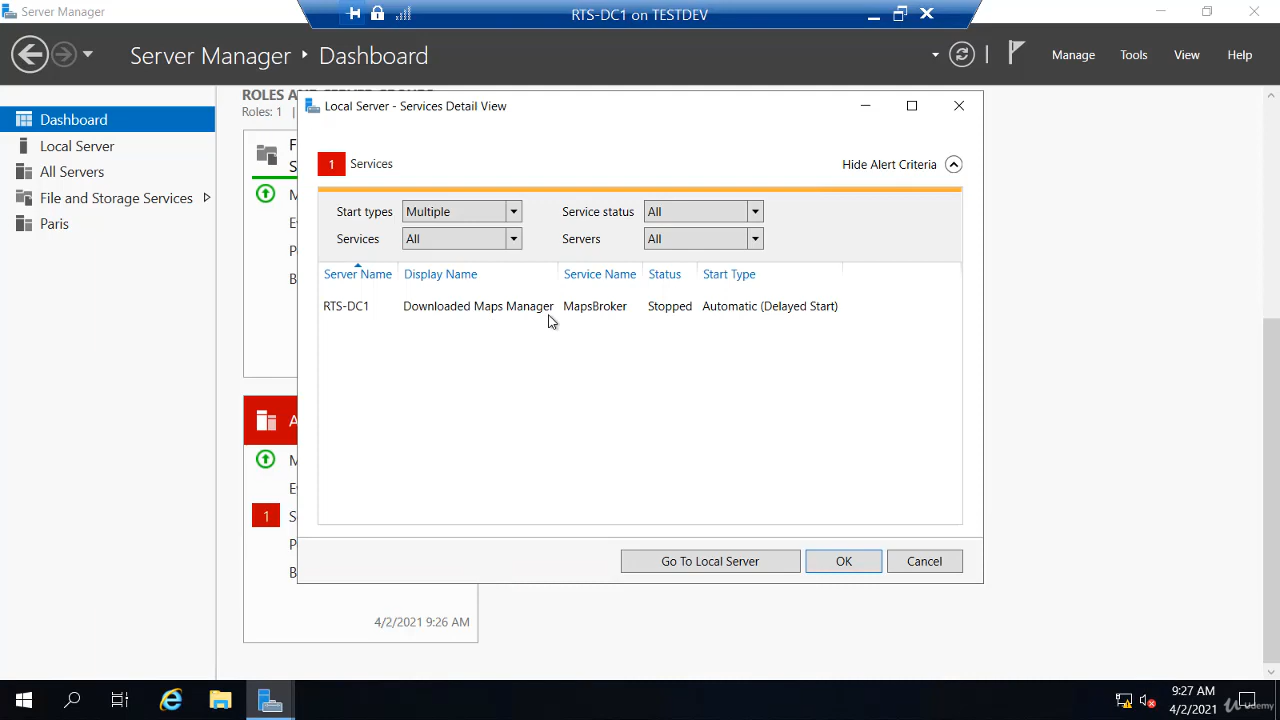 Server Manager
RTS-DC1 on TESTDEV
Server Manager
Dashboard
Manage
Tools
View
Help
Dashboard
Local Server
All Servers
File and Storage Services
Paris
Roles: 1
Local Server - Services Detail View
1
Services
Hide Alert Criteria
Start types
Multiple
Service status
All
Services
All
Servers
All
Server Name
Display Name
Service Name
Status
Start Type
RTS-DC1
Downloaded Maps Manager
MapsBroker
Stopped
Automatic (Delayed Start)
1
Go To Local Server
OK
Cancel
4/2/2021 9:26 AM
9:27 AM
4/2/2021
Udemy